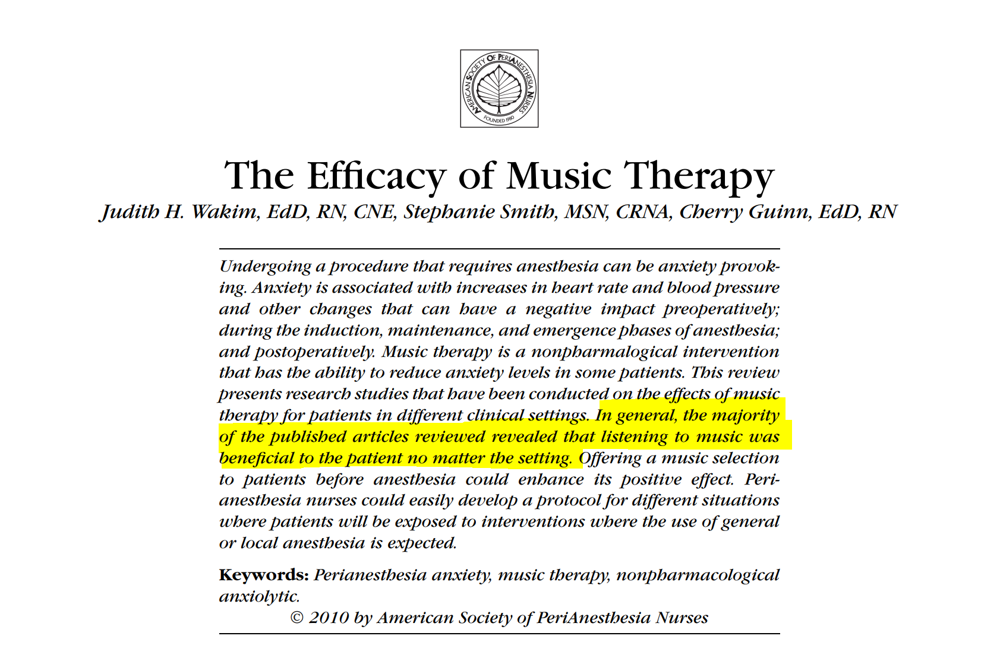 AMERICAN SOCIETY OF PERIANESTHESIA NURSES
FOUNDED 1980
The Efficacy of Music Therapy
Judith H. Wakim, EdD, RN, CNE, Stephanie Smith, MSN, CRNA, Cherry Guinn, EdD, RN
Undergoing a procedure that requires anesthesia can be anxiety provok-
ing. Anxiety is associated with increases in heart rate and blood pressure
and other changes that can have a negative impact preoperatively;
during the induction, maintenance, and emergence phases of anesthesia;
and postoperatively. Music therapy is a nonpharmalogical intervention
that has the ability to reduce anxiety levels in some patients. This review
presents research studies that have been conducted on the effects of music
therapy for patients in different clinical settings. In general, the majority
of the published articles reviewed revealed that listening to music was
beneficial to the patient no matter the setting. Offering a music selection
to patients before anesthesia could enhance its positive effect. Peri-
anesthesia nurses could easily develop a protocol for different situations
where patients will be exposed to interventions where the use of general
or local anesthesia is expected.
Keywords: Perianesthesia anxiety, music therapy, nonpharmacological
anxiolytic.
© 2010 by American Society of PeriAnesthesia Nurses